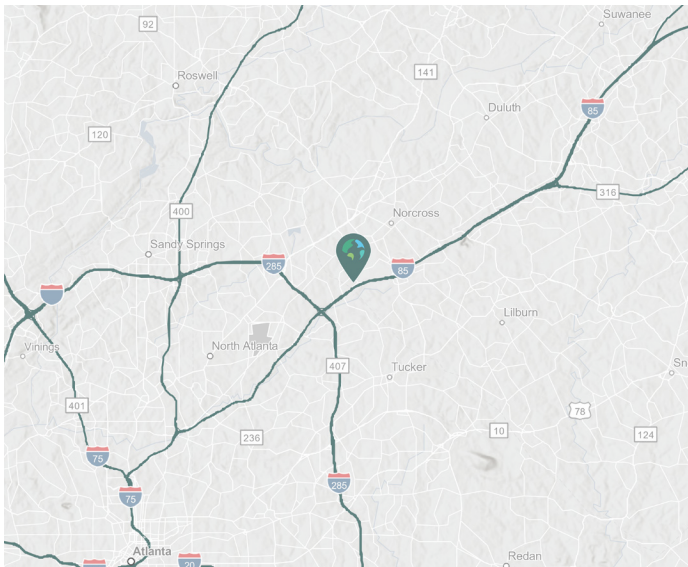 Suwanee
92
Roswell
141
Duluth
85
120
316
400
Norcross
Sandy Springs
285
85
Lilburn
Vinings
North Atlanta
407
Tucker
Sn
401
78
236
10
124
75
285
75
Atlanta
20
Redan